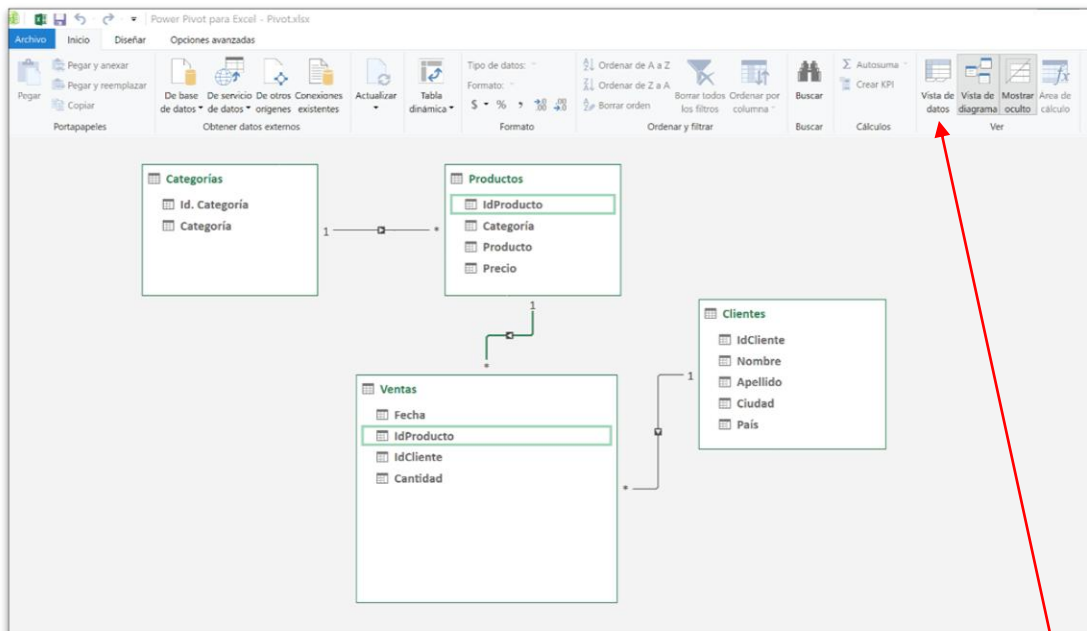 Power Pivot para Excel - Pivot.xlsx
Archivo Inicio Diseñar Opciones avanzadas
Pegar
Pegar y anexar
Pegar y reemplazar
Copiar
Portapapeles
De base de datos
De servicio de datos
De otros orígenes
Conexiones existentes
Obtener datos externos
Actualizar
Tabla dinámica
Tipo de datos:
Formato:
$ % ,
Formato
Ordenar de A a Z
Ordenar de Z a A
Borrar orden
Borrar todos los filtros
Ordenar por columna
Ordenar y filtrar
Buscar
Buscar
Σ Autosuma
Crear KPI
Cálculos
Vista de datos
Vista de diagrama
Mostrar oculto
Área de cálculo
Ver
Categorías
Id. Categoría
Categoría
1
*
Productos
IdProducto
Categoría
Producto
Precio
1
*
Clientes
IdCliente
Nombre
Apellido
Ciudad
País
1
*
Ventas
Fecha
IdProducto
IdCliente
Cantidad